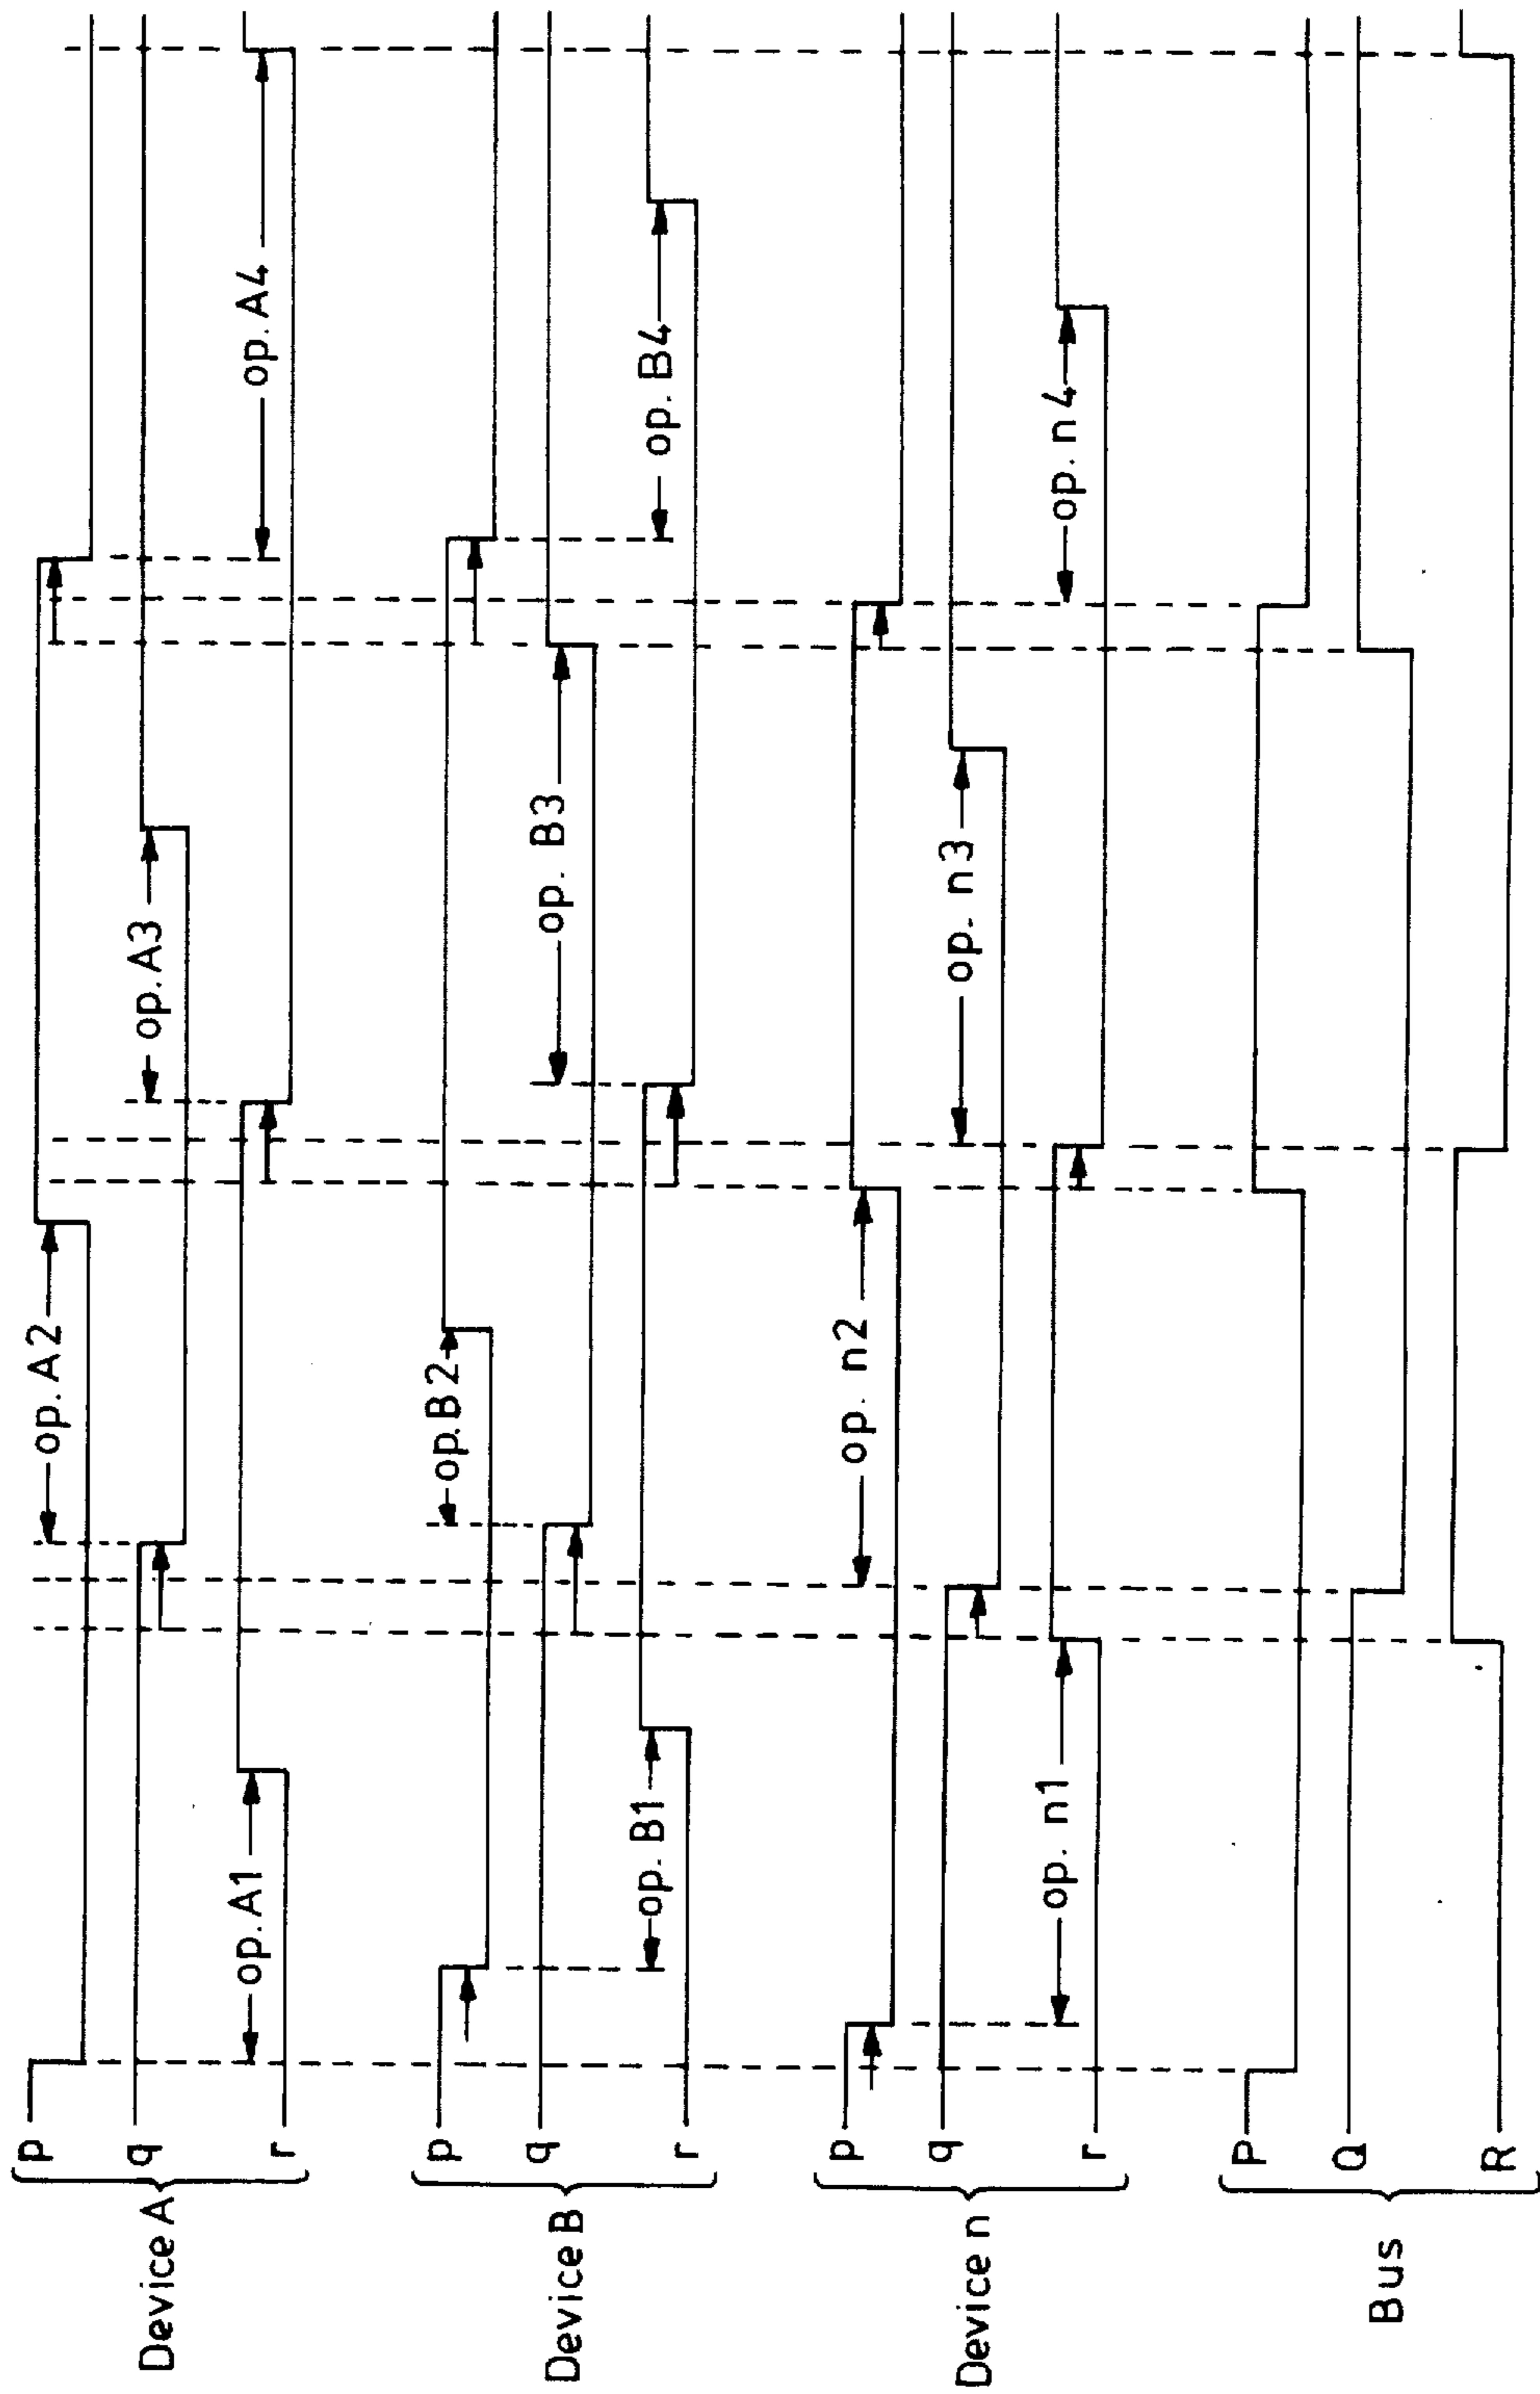 Device A
p
op. A2
q
op. A3
r
op. A1
op. A4
Device B
p
op. B2
q
op. B3
r
op. B1
op. B4
Device n
p
op. n2
q
op. n3
r
op. n1
op. n4
Bus
P
Q
R